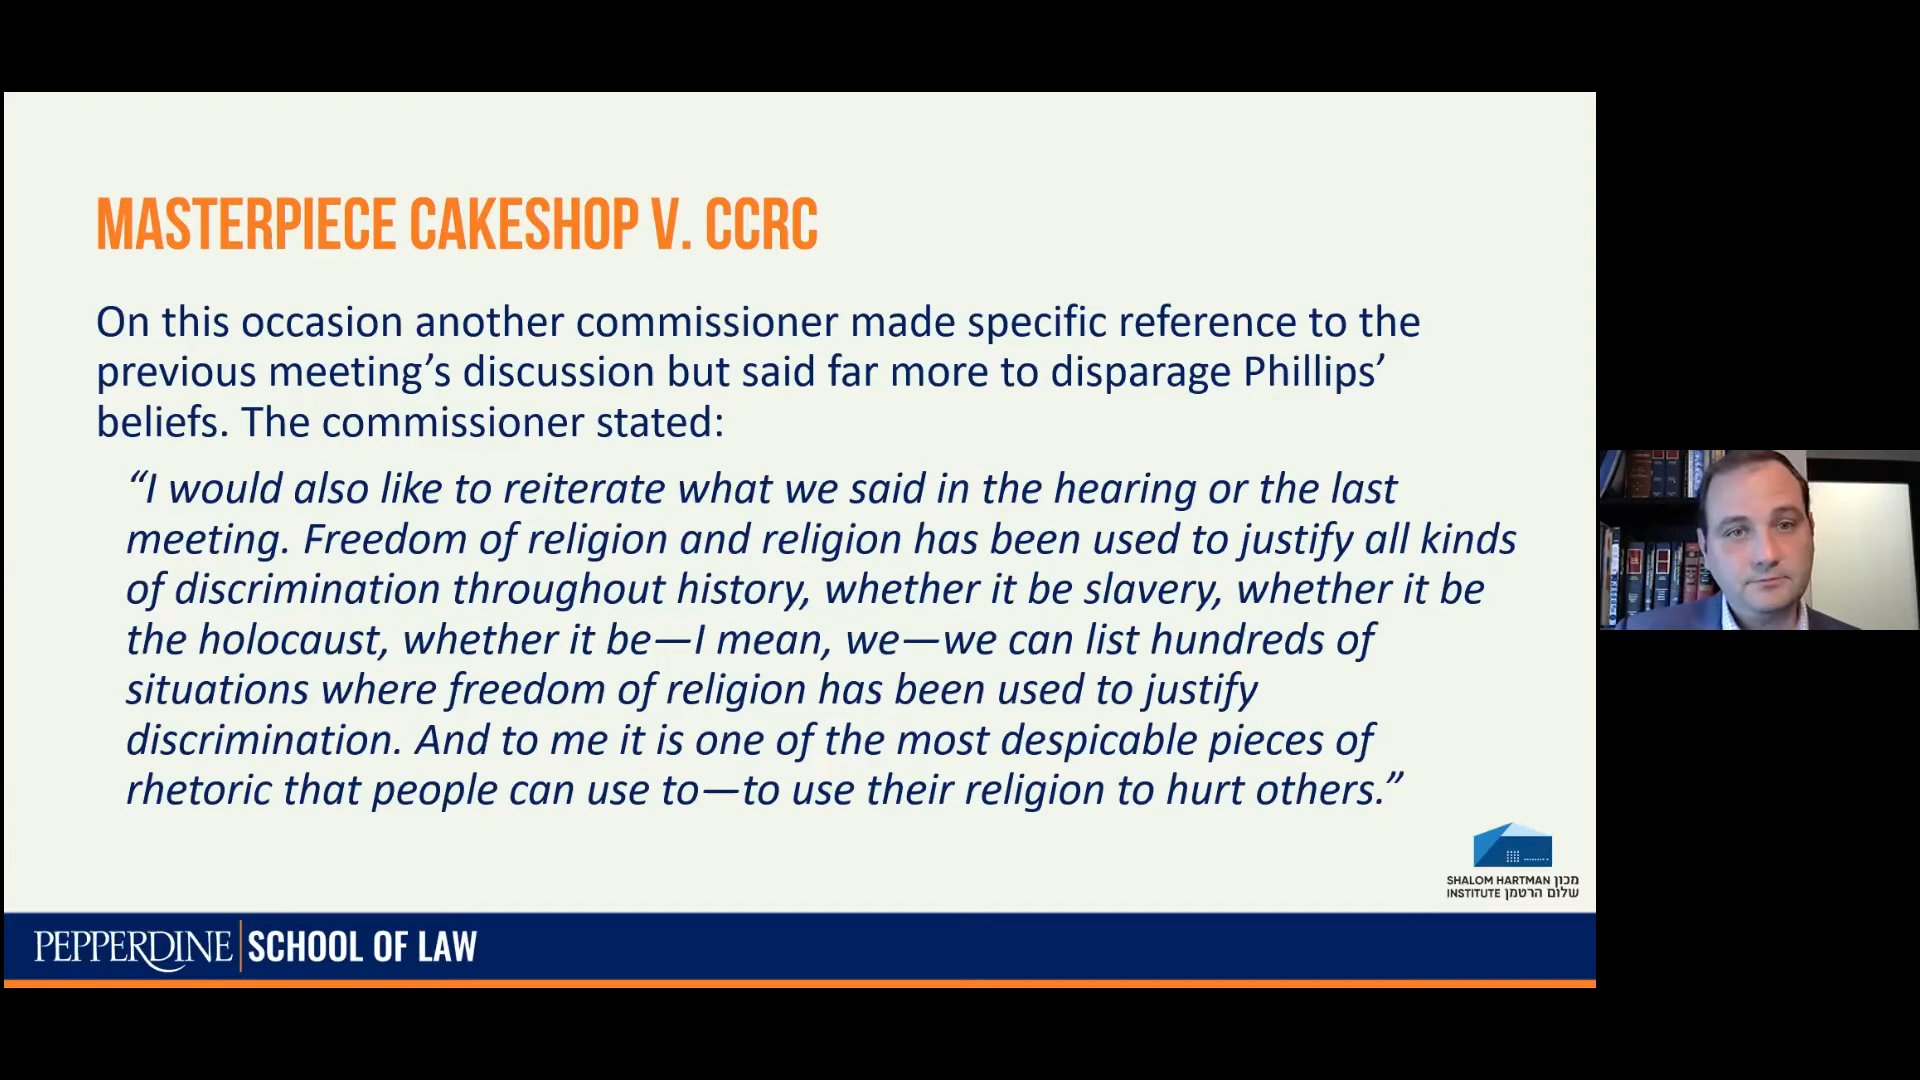 MASTERPIECE CAKESHOP V. CCRC
On this occasion another commissioner made specific reference to the
previous meeting’s discussion but said far more to disparage Phillips’
beliefs. The commissioner stated:
“I would also like to reiterate what we said in the hearing or the last
meeting. Freedom of religion and religion has been used to justify all kinds
of discrimination throughout history, whether it be slavery, whether it be
the holocaust, whether it be—I mean, we—we can list hundreds of
situations where freedom of religion has been used to justify
discrimination. And to me it is one of the most despicable pieces of
rhetoric that people can use to—to use their religion to hurt others.”
SHALOM HARTMAN מכון
INSTITUTE שלום הרטמן
PEPPERDINE SCHOOL OF LAW